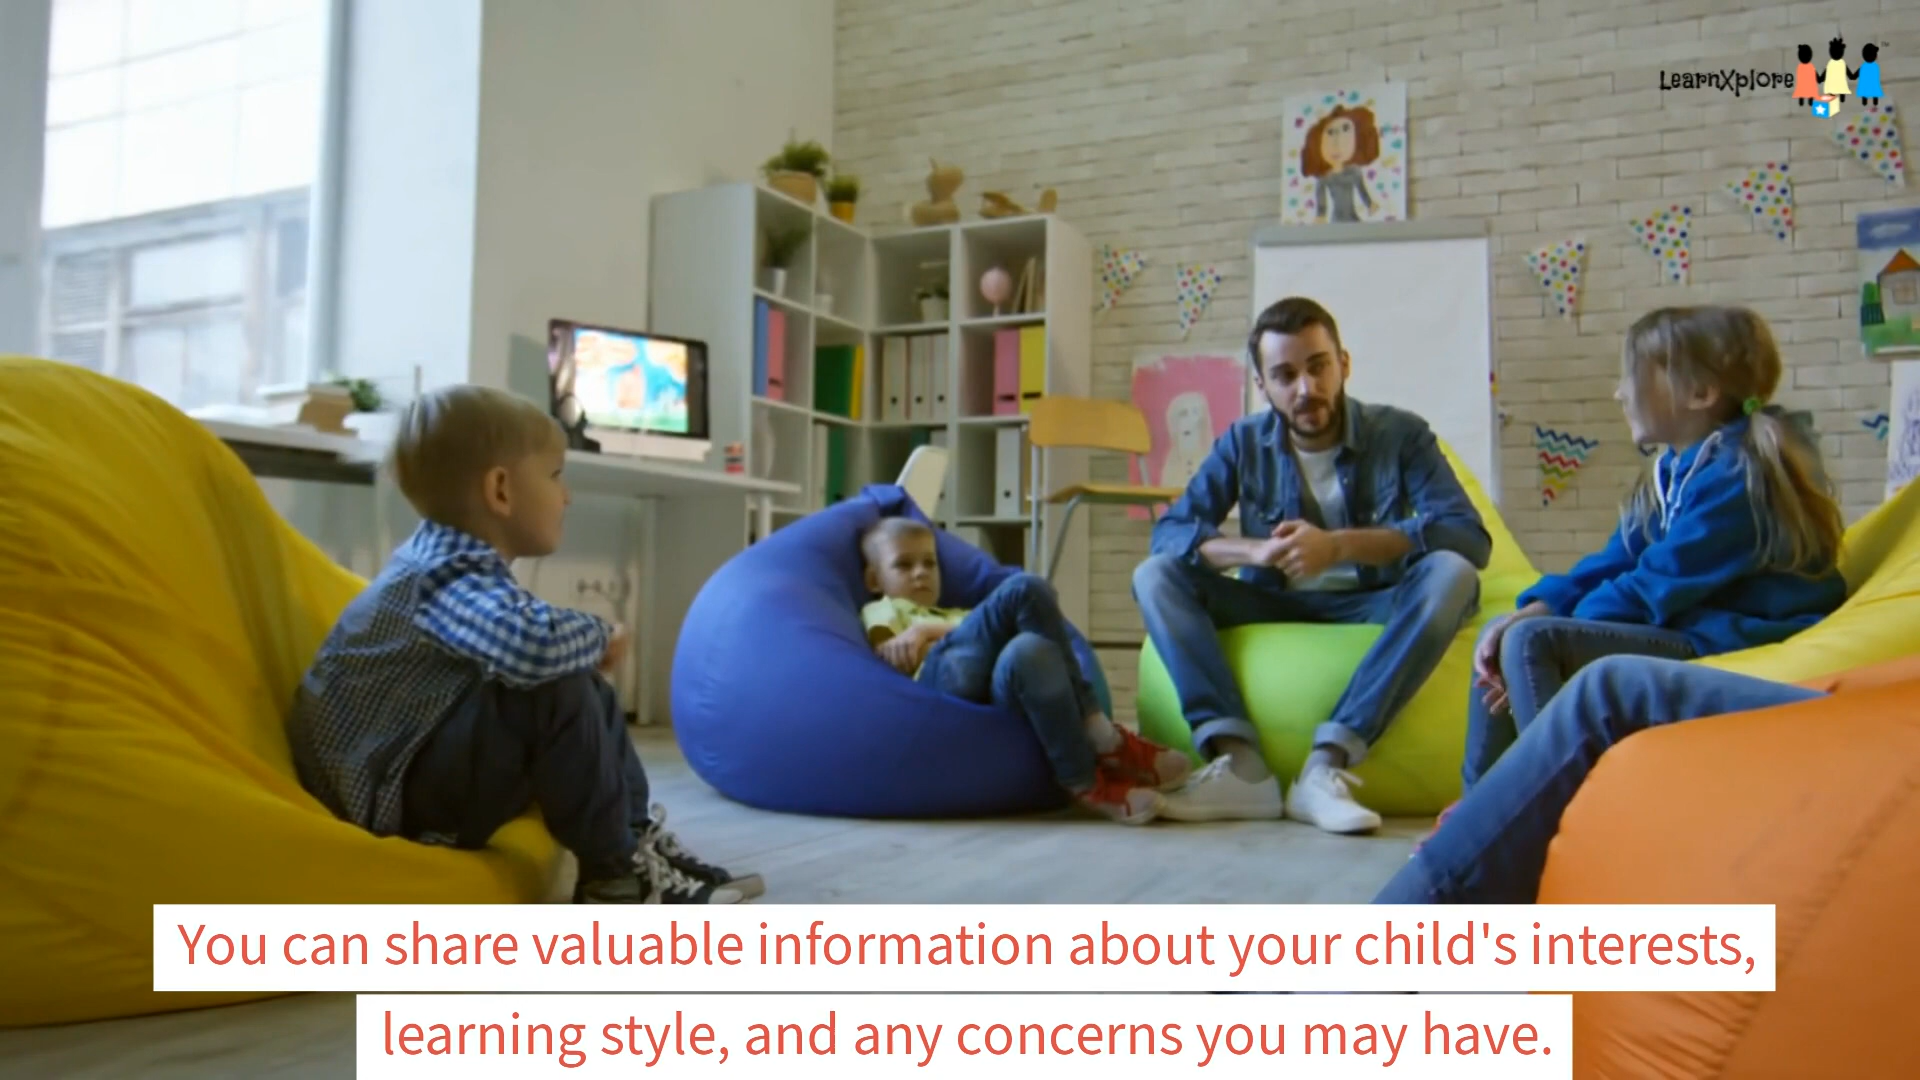 LearnXplore
You can share valuable information about your child's interests,
learning style, and any concerns you may have.